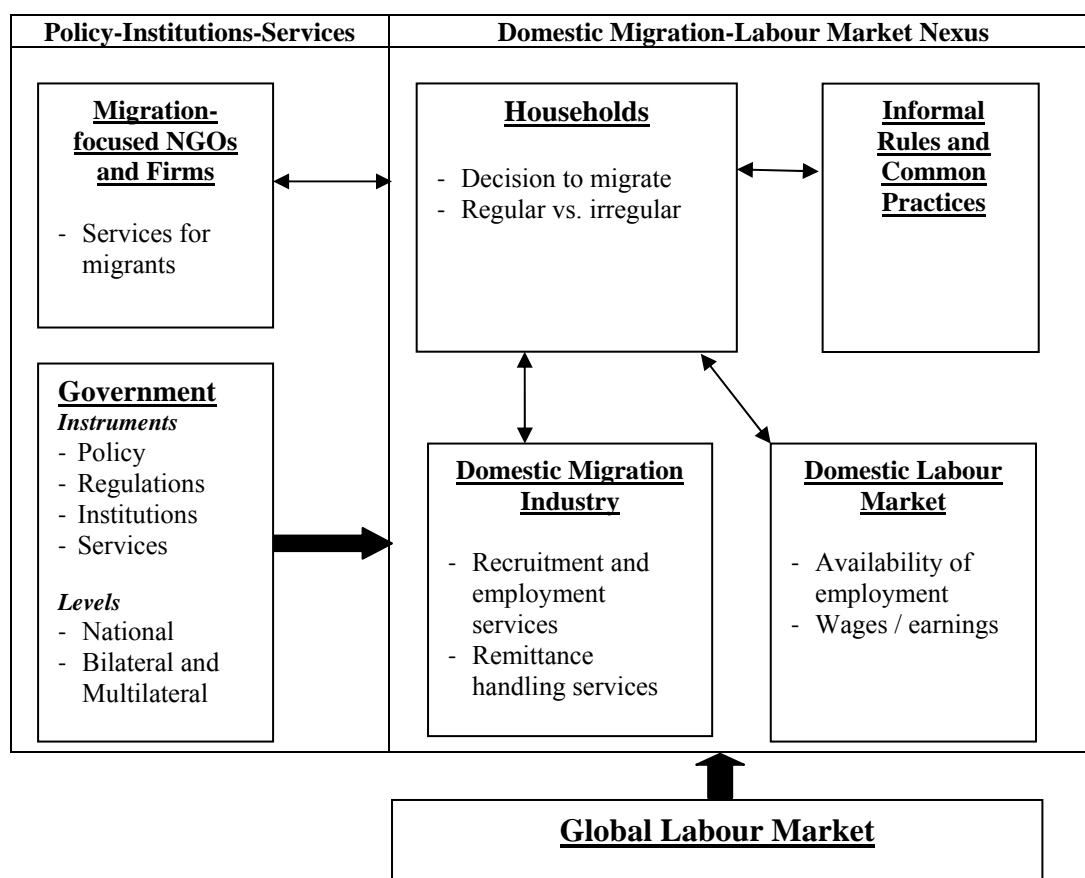 Policy-Institutions-Services
Domestic Migration-Labour Market Nexus
Migration-
focused NGOs
and Firms
- Services for
migrants
Households
- Decision to migrate
- Regular vs. irregular
Informal
Rules and
Common
Practices
Government
Instruments
- Policy
- Regulations
- Institutions
- Services
Levels
- National
- Bilateral and
Multilateral
Domestic Migration
Industry
- Recruitment and
employment
services
- Remittance
handling services
Domestic Labour
Market
- Availability of
employment
- Wages / earnings
Global Labour Market